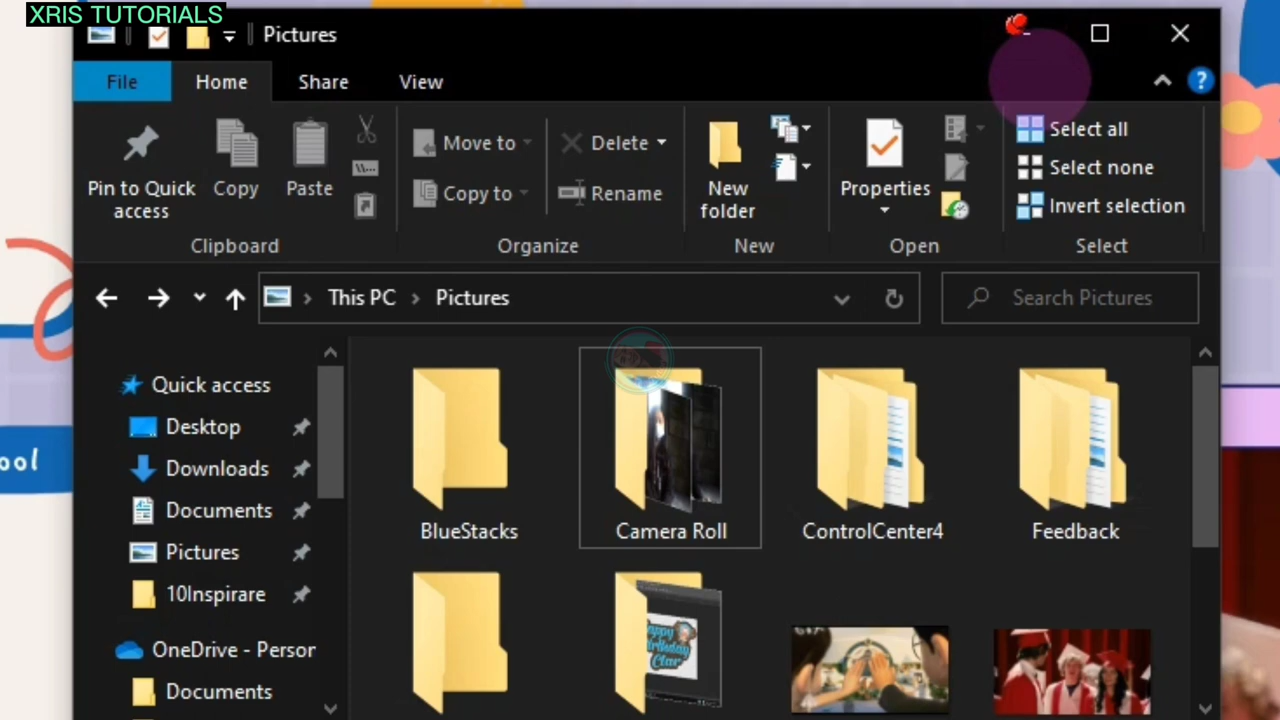 XRIS TUTORIALS
Pictures
File
Home
Share
View
?
Pin to Quick
access
Copy
Paste
Move to
Copy to
Delete
Rename
New
folder
Properties
Select all
Select none
Invert selection
Clipboard
Organize
New
Open
Select
This PC
Pictures
Search Pictures
Quick access
Desktop
Downloads
Documents
Pictures
10Inspirare
OneDrive - Person
Documents
BlueStacks
Camera Roll
ControlCenter4
Feedback
ool